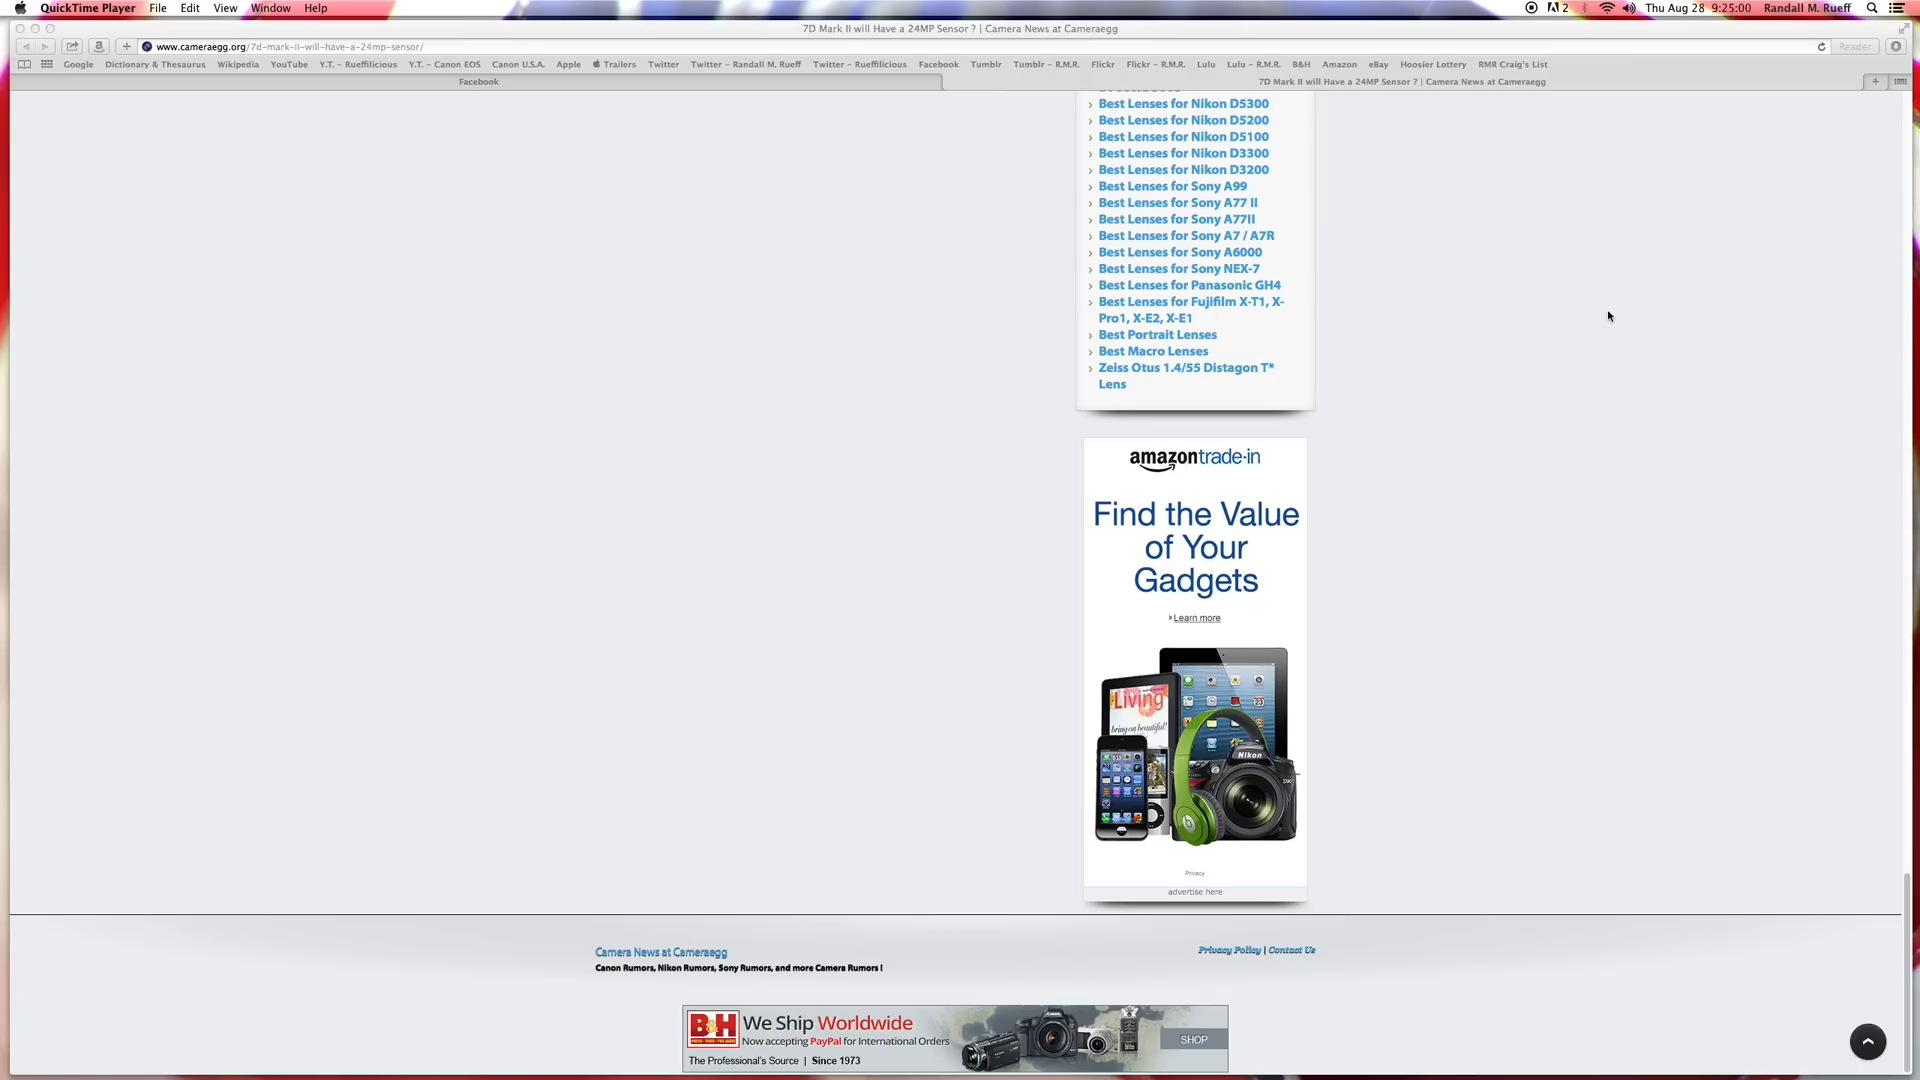 QuickTime Player File Edit View Window Help
2 Thu Aug 28 9:25:00 Randall M. Rueff
7D Mark II will Have a 24MP Sensor ? | Camera News at Cameraegg
www.cameraegg.org/7d-mark-ii-will-have-a-24mp-sensor/
Reader
Google Dictionary & Thesaurus Wikipedia YouTube Y.T. – Rueffilicious Y.T. – Canon EOS Canon U.S.A. Apple Trailers Twitter Twitter – Randall M. Rueff Twitter – Rueffilicious Facebook Tumblr Tumblr – R.M.R. Flickr Flickr – R.M.R. Lulu Lulu – R.M.R. B&H Amazon eBay Hoosier Lottery RMR Craig's List
Facebook
7D Mark II will Have a 24MP Sensor ? | Camera News at Cameraegg
Best Lenses for Nikon D5300
Best Lenses for Nikon D5200
Best Lenses for Nikon D5100
Best Lenses for Nikon D3300
Best Lenses for Nikon D3200
Best Lenses for Sony A99
Best Lenses for Sony A77 II
Best Lenses for Sony A77II
Best Lenses for Sony A7 / A7R
Best Lenses for Sony A6000
Best Lenses for Sony NEX-7
Best Lenses for Panasonic GH4
Best Lenses for Fujifilm X-T1, X-
Pro1, X-E2, X-E1
Best Portrait Lenses
Best Macro Lenses
Zeiss Otus 1.4/55 Distagon T*
Lens
amazontrade-in
Find the Value
of Your
Gadgets
Learn more
Living
bring on beautiful!
Nikon
Privacy
advertise here
Camera News at Cameraegg
Canon Rumors, Nikon Rumors, Sony Rumors, and more Camera Rumors !
Privacy Policy | Contact Us
B&H
We Ship Worldwide
Now accepting PayPal for International Orders
The Professional's Source | Since 1973
SHOP